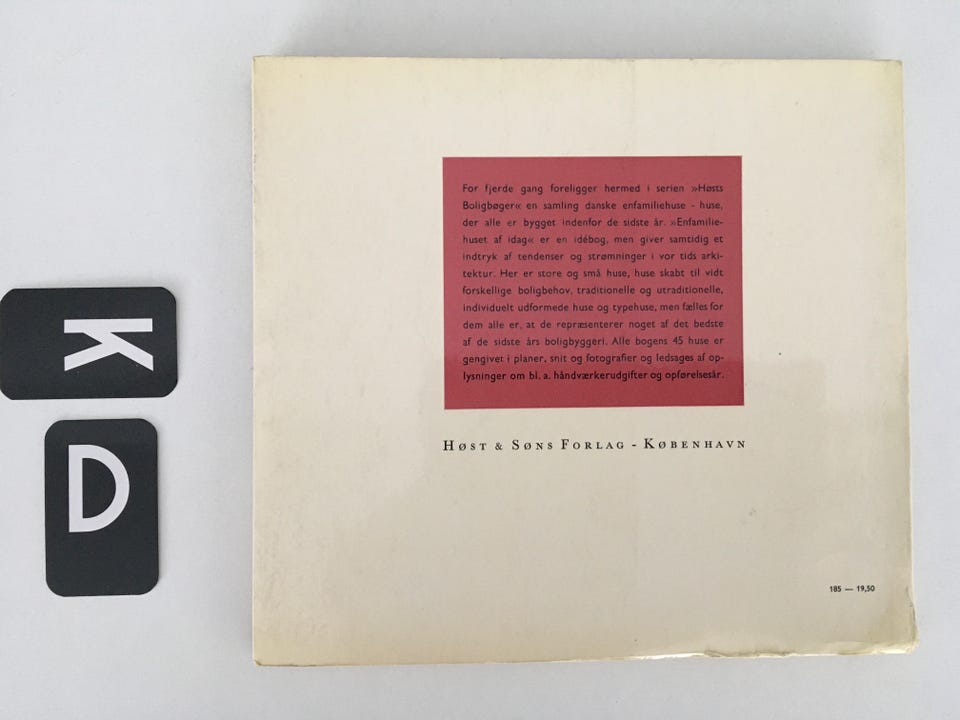 For fjerde gang foreligger hermed i serien »Høsts
Boligbøger« en samling danske enfamiliehuse - huse,
der alle er bygget indenfor de sidste år. »Enfamilie-
huset af idag« er en idébog, men giver samtidig et
indtryk af tendenser og strømninger i vor tids arki-
tektur. Her er store og små huse, huse skabt til vidt
forskellige boligbehov, traditionelle og utraditionelle,
individuelt udformede huse og typehuse, men fælles for
dem alle er, at de repræsenterer noget af det bedste
af de sidste års boligbyggeri. Alle bogens 45 huse er
gengivet i planer, snit og fotografier og ledsages af op-
lysninger om bl. a. håndværkerudgifter og opførelsesår.
Høst & Søns Forlag - København
185 — 19,50
K
D